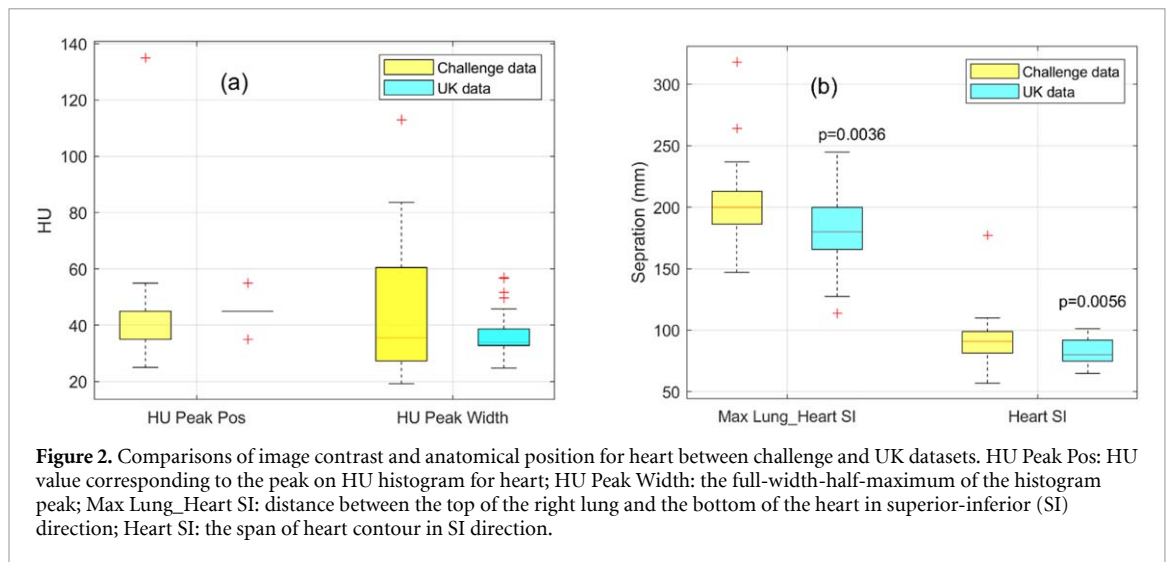 140
120
100
80
60
40
20
HU
(a)
Challenge data
UK data
HU Peak Pos
HU Peak Width
300
250
200
150
100
50
Sepration (mm)
(b)
Challenge data
UK data
p=0.0036
p=0.0056
Max Lung_Heart SI
Heart SI
Figure 2. Comparisons of image contrast and anatomical position for heart between challenge and UK datasets. HU Peak Pos: HU
value corresponding to the peak on HU histogram for heart; HU Peak Width: the full-width-half-maximum of the histogram
peak; Max Lung_Heart SI: distance between the top of the right lung and the bottom of the heart in superior-inferior (SI)
direction; Heart SI: the span of heart contour in SI direction.